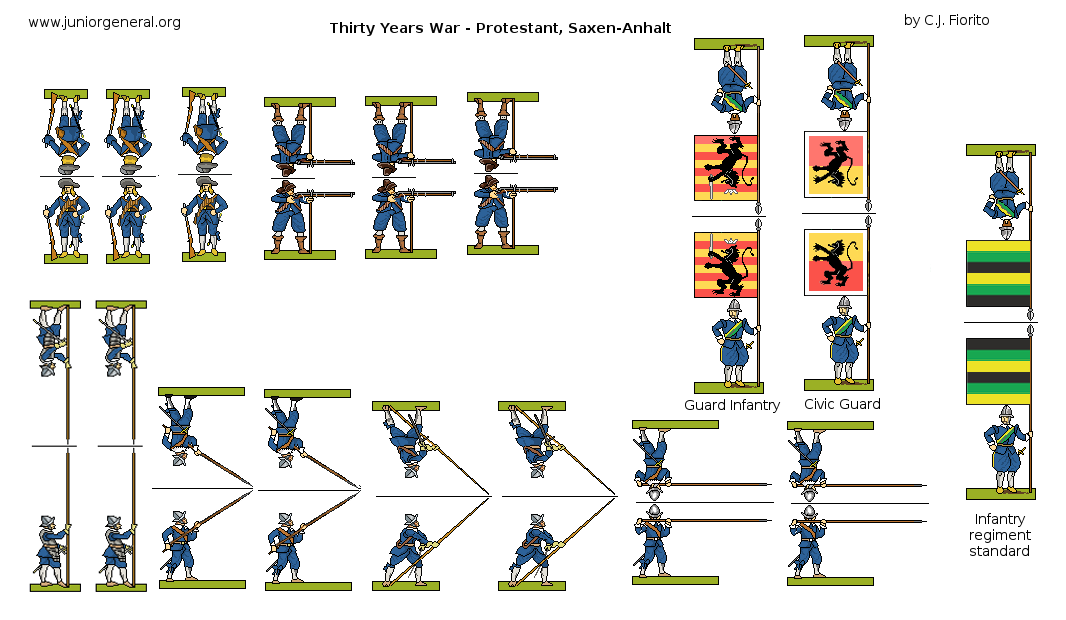 www.juniorgeneral.org
Thirty Years War - Protestant, Saxen-Anhalt
by C.J. Fiorito
Guard Infantry
Civic Guard
Infantry
regiment
standard